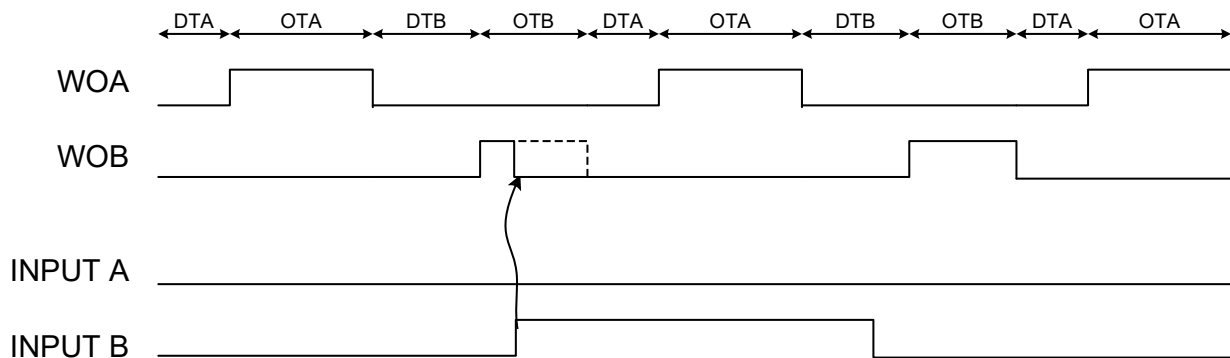 DTA OTA DTB OTB DTA OTA DTB OTB DTA OTA
WOA
WOB
INPUT A
INPUT B